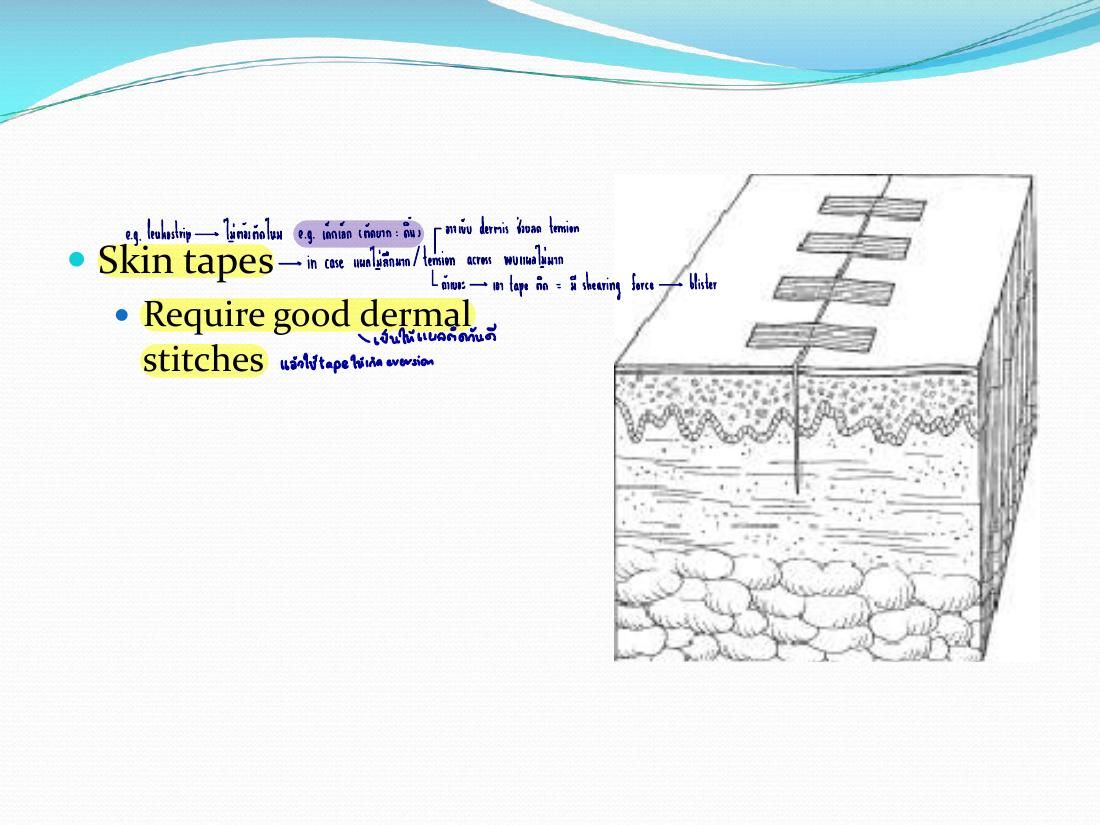 e.g. leukostrip → ไม่ต้องตัดไหม e.g. เด็กเล็ก (ตัดยาก : ดิ้น) อาจเย็บ dermis ช่วยลด tension
Skin tapes → in case แผลไม่ลึกมาก / tension across ขอบแผลไม่มาก
ถ้าเยอะ → เอา tape ติด = มี shearing force → blister
Require good dermal
เย็บให้แผลติดกันดี
stitches แล้วใช้ tape ให้เกิด eversion